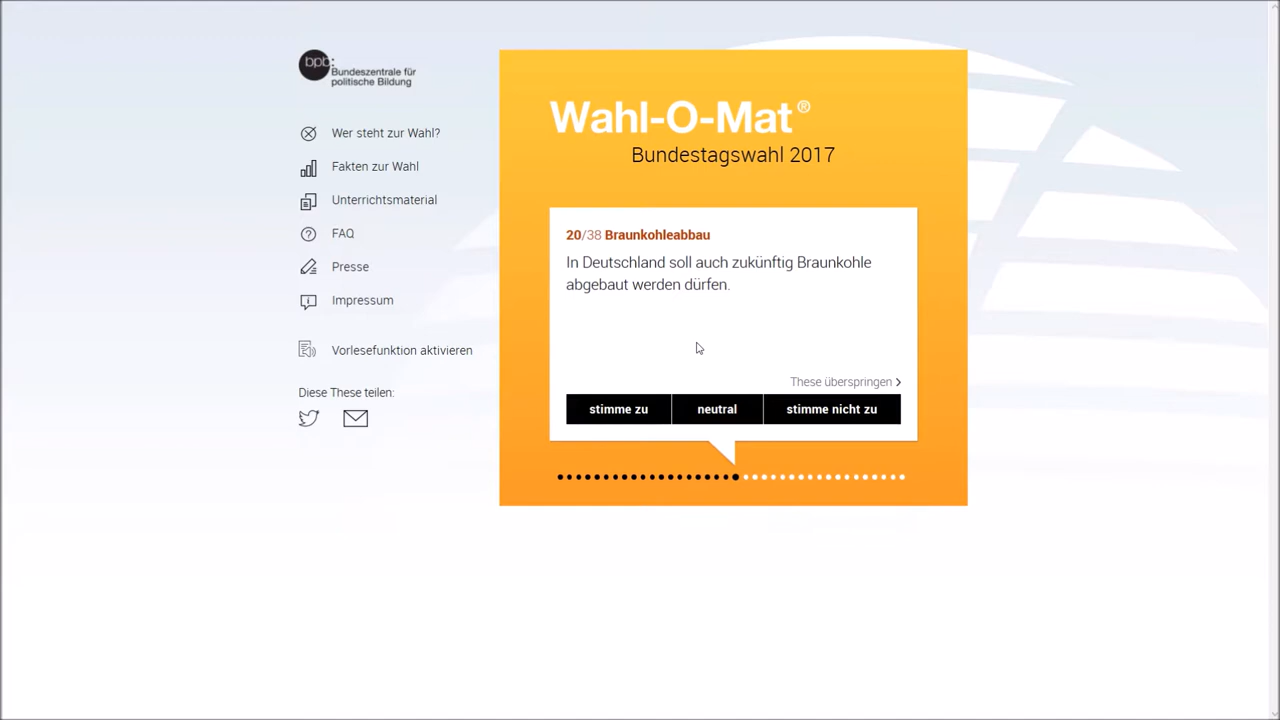 bpb:
Bundeszentrale für
politische Bildung
Wer steht zur Wahl?
Fakten zur Wahl
Unterrichtsmaterial
FAQ
Presse
Impressum
Vorlesefunktion aktivieren
Diese These teilen:
Wahl-O-Mat®
Bundestagswahl 2017
20/38 Braunkohleabbau
In Deutschland soll auch zukünftig Braunkohle
abgebaut werden dürfen.
These überspringen
stimme zu
neutral
stimme nicht zu